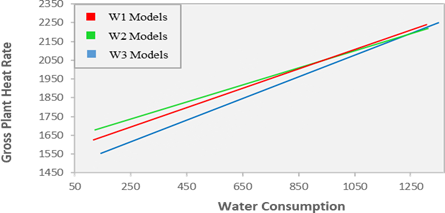 2350
2250
2150
2050
1950
1850
1750
1650
1550
1450
Gross Plant Heat Rate
W1 Models
W2 Models
W3 Models
50 250 450 650 850 1050 1250
Water Consumption